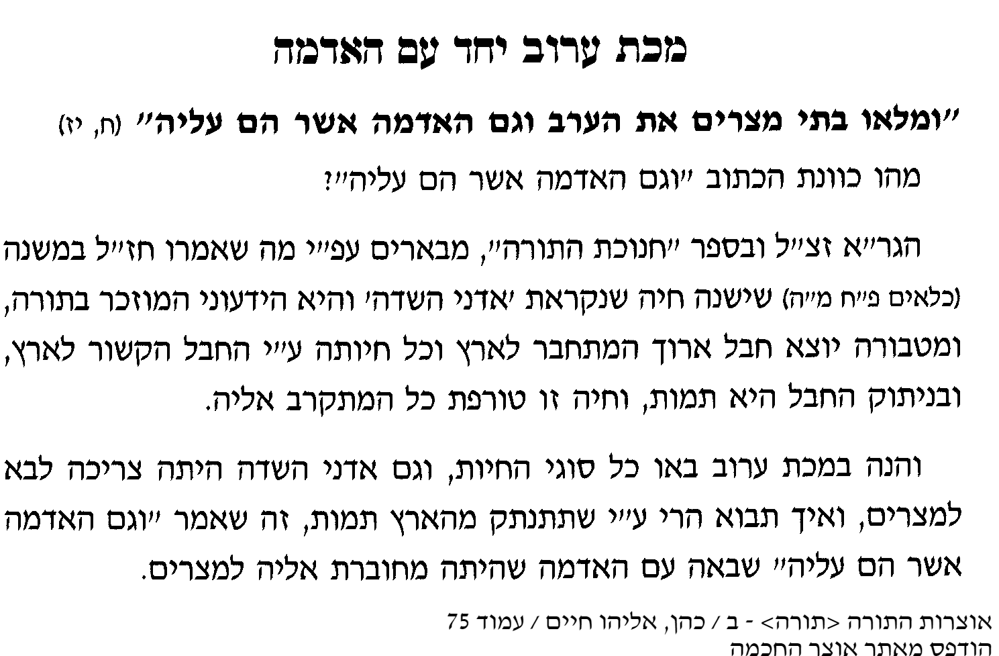 מכת ערוב יחד עם האדמה
״ומלאו בתי מצרים את הערב וגם האדמה אשר הם עליה״ (ח, יז)
מהו כוונת הכתוב ״וגם האדמה אשר הם עליה״?
הגר״א זצ״ל ובספר ״חנוכת התורה״, מבארים עפ״י מה שאמרו חז״ל במשנה
(כלאים פ״ח מ״ה) שישנה חיה שנקראת ׳אדני השדה׳ והיא הידעוני המוזכר בתורה,
ומטבורה יוצא חבל ארוך המתחבר לארץ וכל חיותה ע״י החבל הקשור לארץ,
ובניתוק החבל היא תמות, וחיה זו טורפת כל המתקרב אליה.
והנה במכת ערוב באו כל סוגי החיות, וגם אדני השדה היתה צריכה לבא
למצרים, ואיך תבוא הרי ע״י שתתנתק מהארץ תמות, זה שאמר ״וגם האדמה
אשר הם עליה״ שבאה עם האדמה שהיתה מחוברת אליה למצרים.
אוצרות התורה <תורה> - ב / כהן, אליהו חיים / עמוד 75
הודפס מאתר אוצר החכמה